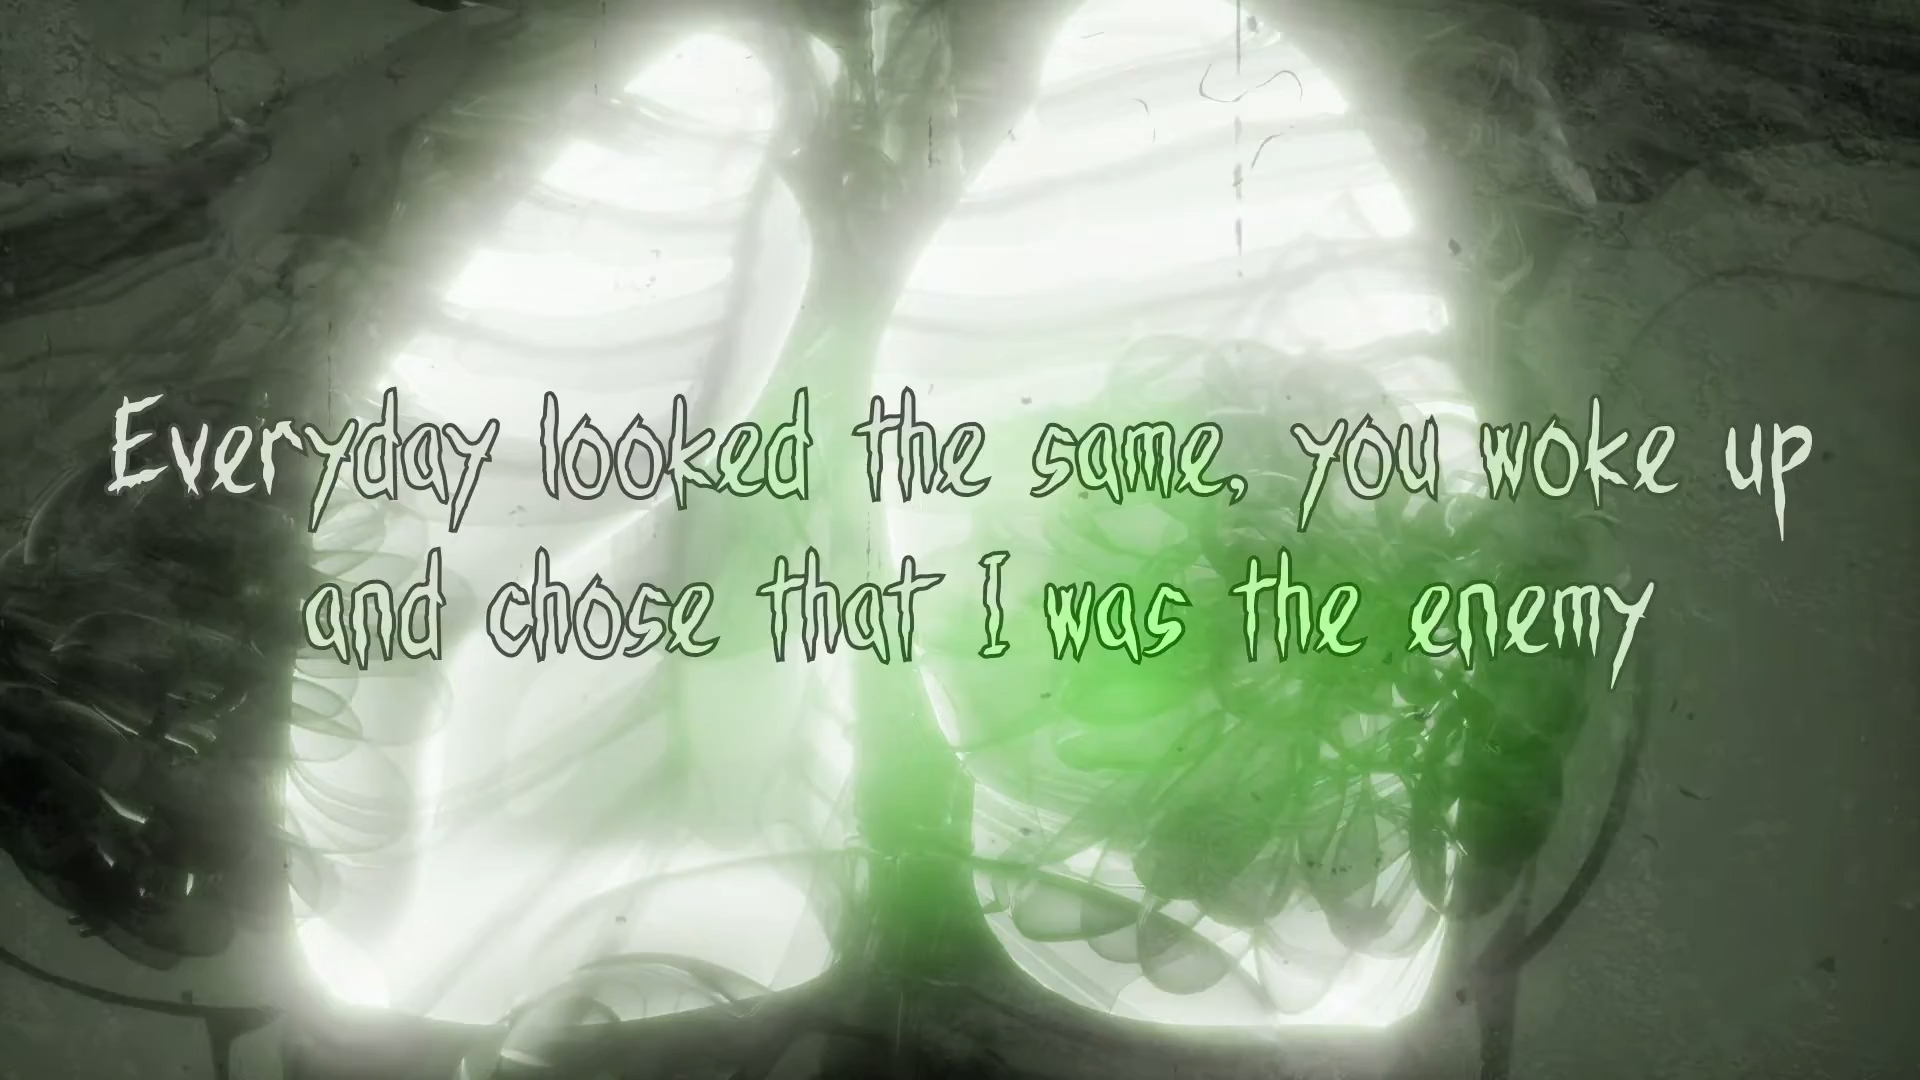 Everyday looked the same, you woke up
and chose that I was the enemy